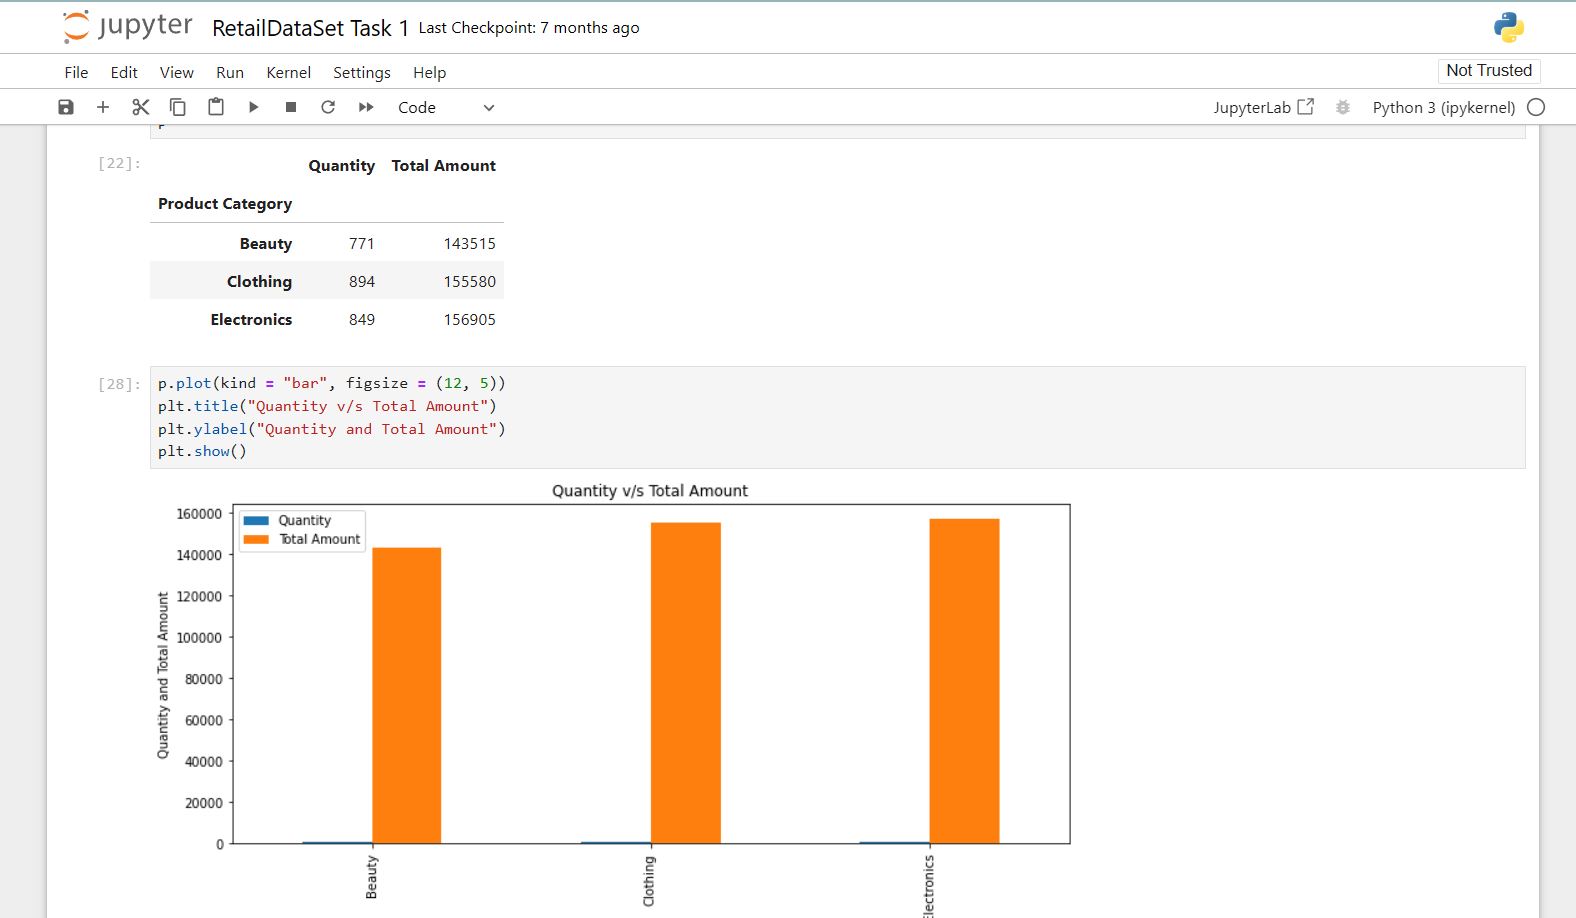 jupyter RetailDataSet Task 1 Last Checkpoint: 7 months ago
File Edit View Run Kernel Settings Help Not Trusted
Code JupyterLab Python 3 (ipykernel)
[22]:
Quantity Total Amount
Product Category
Beauty 771 143515
Clothing 894 155580
Electronics 849 156905
[28]:
p.plot(kind = "bar", figsize = (12, 5))
plt.title("Quantity v/s Total Amount")
plt.ylabel("Quantity and Total Amount")
plt.show()
Quantity v/s Total Amount
Quantity
Total Amount
Quantity and Total Amount
160000
140000
120000
100000
80000
60000
40000
20000
0
Beauty
Clothing
Electronics